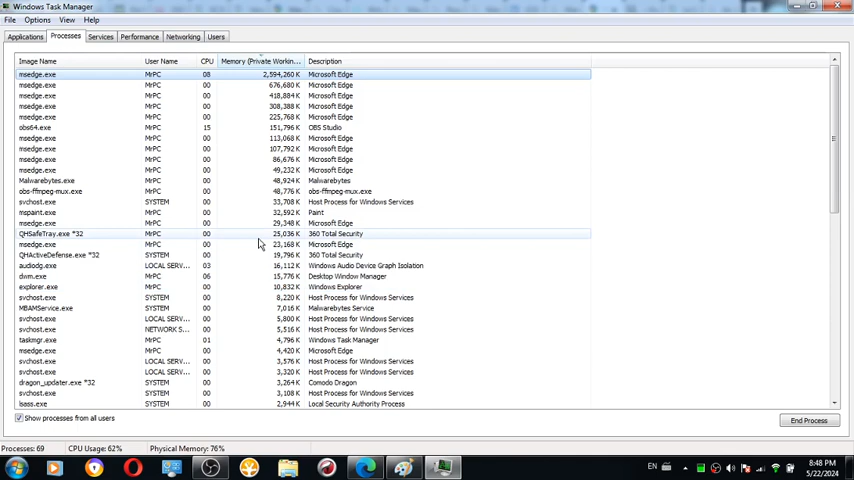 Windows Task Manager
File Options View Help
Applications Processes Services Performance Networking Users
Image Name User Name CPU Memory (Private Workin... Description
msedge.exe MrPC 08 2,594,260 K Microsoft Edge
msedge.exe MrPC 00 676,680 K Microsoft Edge
msedge.exe MrPC 00 418,884 K Microsoft Edge
msedge.exe MrPC 00 308,388 K Microsoft Edge
msedge.exe MrPC 00 225,768 K Microsoft Edge
obs64.exe MrPC 15 151,796 K OBS Studio
msedge.exe MrPC 00 113,068 K Microsoft Edge
msedge.exe MrPC 00 107,792 K Microsoft Edge
msedge.exe MrPC 00 86,676 K Microsoft Edge
msedge.exe MrPC 00 49,232 K Microsoft Edge
Malwarebytes.exe MrPC 00 48,924 K Malwarebytes
obs-ffmpeg-mux.exe MrPC 00 48,776 K obs-ffmpeg-mux.exe
svchost.exe SYSTEM 00 33,708 K Host Process for Windows Services
mspaint.exe MrPC 00 32,592 K Paint
msedge.exe MrPC 00 29,348 K Microsoft Edge
QHSafeTray.exe *32 MrPC 00 25,036 K 360 Total Security
msedge.exe MrPC 00 23,168 K Microsoft Edge
QHActiveDefense.exe *32 SYSTEM 00 19,796 K 360 Total Security
audiodg.exe LOCAL SERV... 03 16,112 K Windows Audio Device Graph Isolation
dwm.exe MrPC 06 15,776 K Desktop Window Manager
explorer.exe MrPC 00 10,832 K Windows Explorer
svchost.exe SYSTEM 00 8,220 K Host Process for Windows Services
MBAMService.exe SYSTEM 00 7,016 K Malwarebytes Service
svchost.exe LOCAL SERV... 00 5,800 K Host Process for Windows Services
svchost.exe NETWORK S... 00 5,516 K Host Process for Windows Services
taskmgr.exe MrPC 01 4,796 K Windows Task Manager
msedge.exe MrPC 00 4,420 K Microsoft Edge
svchost.exe LOCAL SERV... 00 3,576 K Host Process for Windows Services
svchost.exe LOCAL SERV... 00 3,320 K Host Process for Windows Services
dragon_updater.exe *32 SYSTEM 00 3,264 K Comodo Dragon
svchost.exe SYSTEM 00 3,108 K Host Process for Windows Services
lsass.exe SYSTEM 00 2,944 K Local Security Authority Process
Show processes from all users
End Process
Processes: 69 CPU Usage: 62% Physical Memory: 76%
EN 8:48 PM
5/22/2024